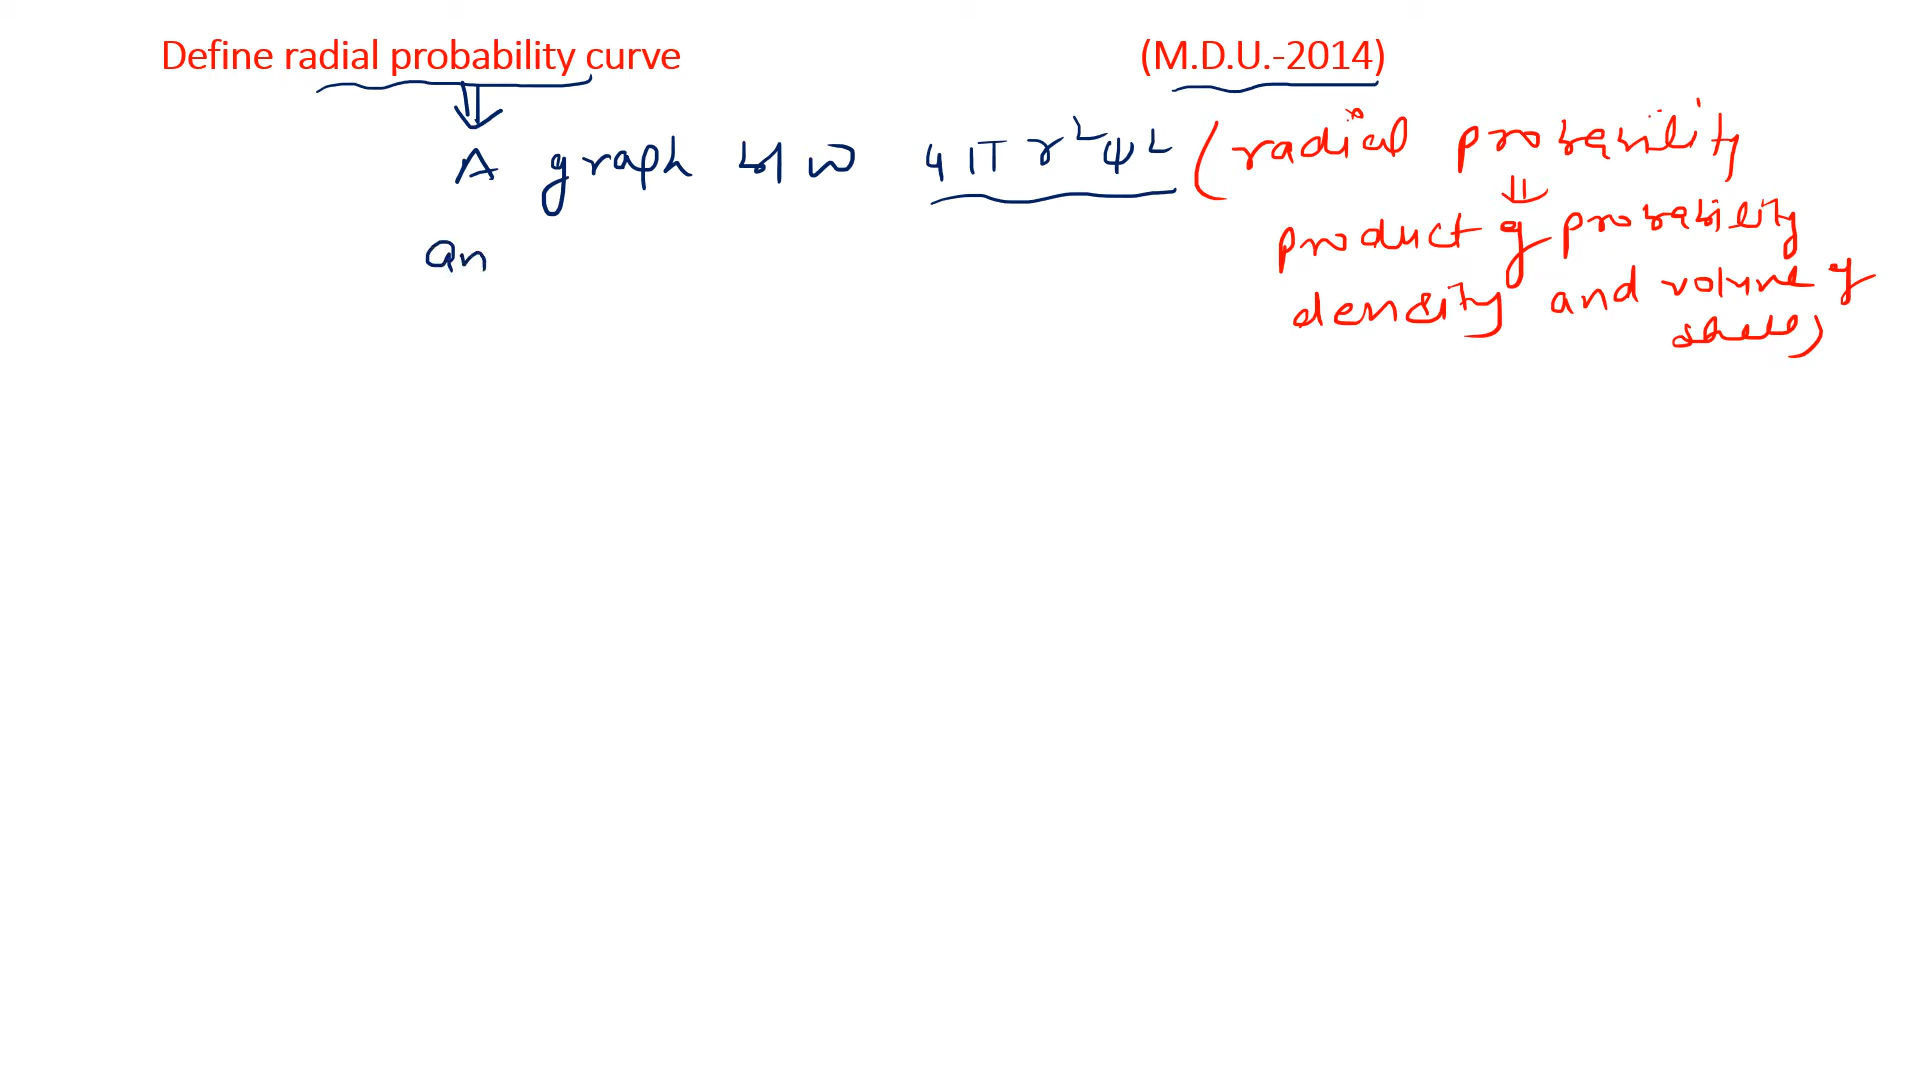 Define radial probability curve (M.D.U.-2014)
A graph b/w 4πr²ψ² (radial probability
product of probability
an
density and volume of
shell)